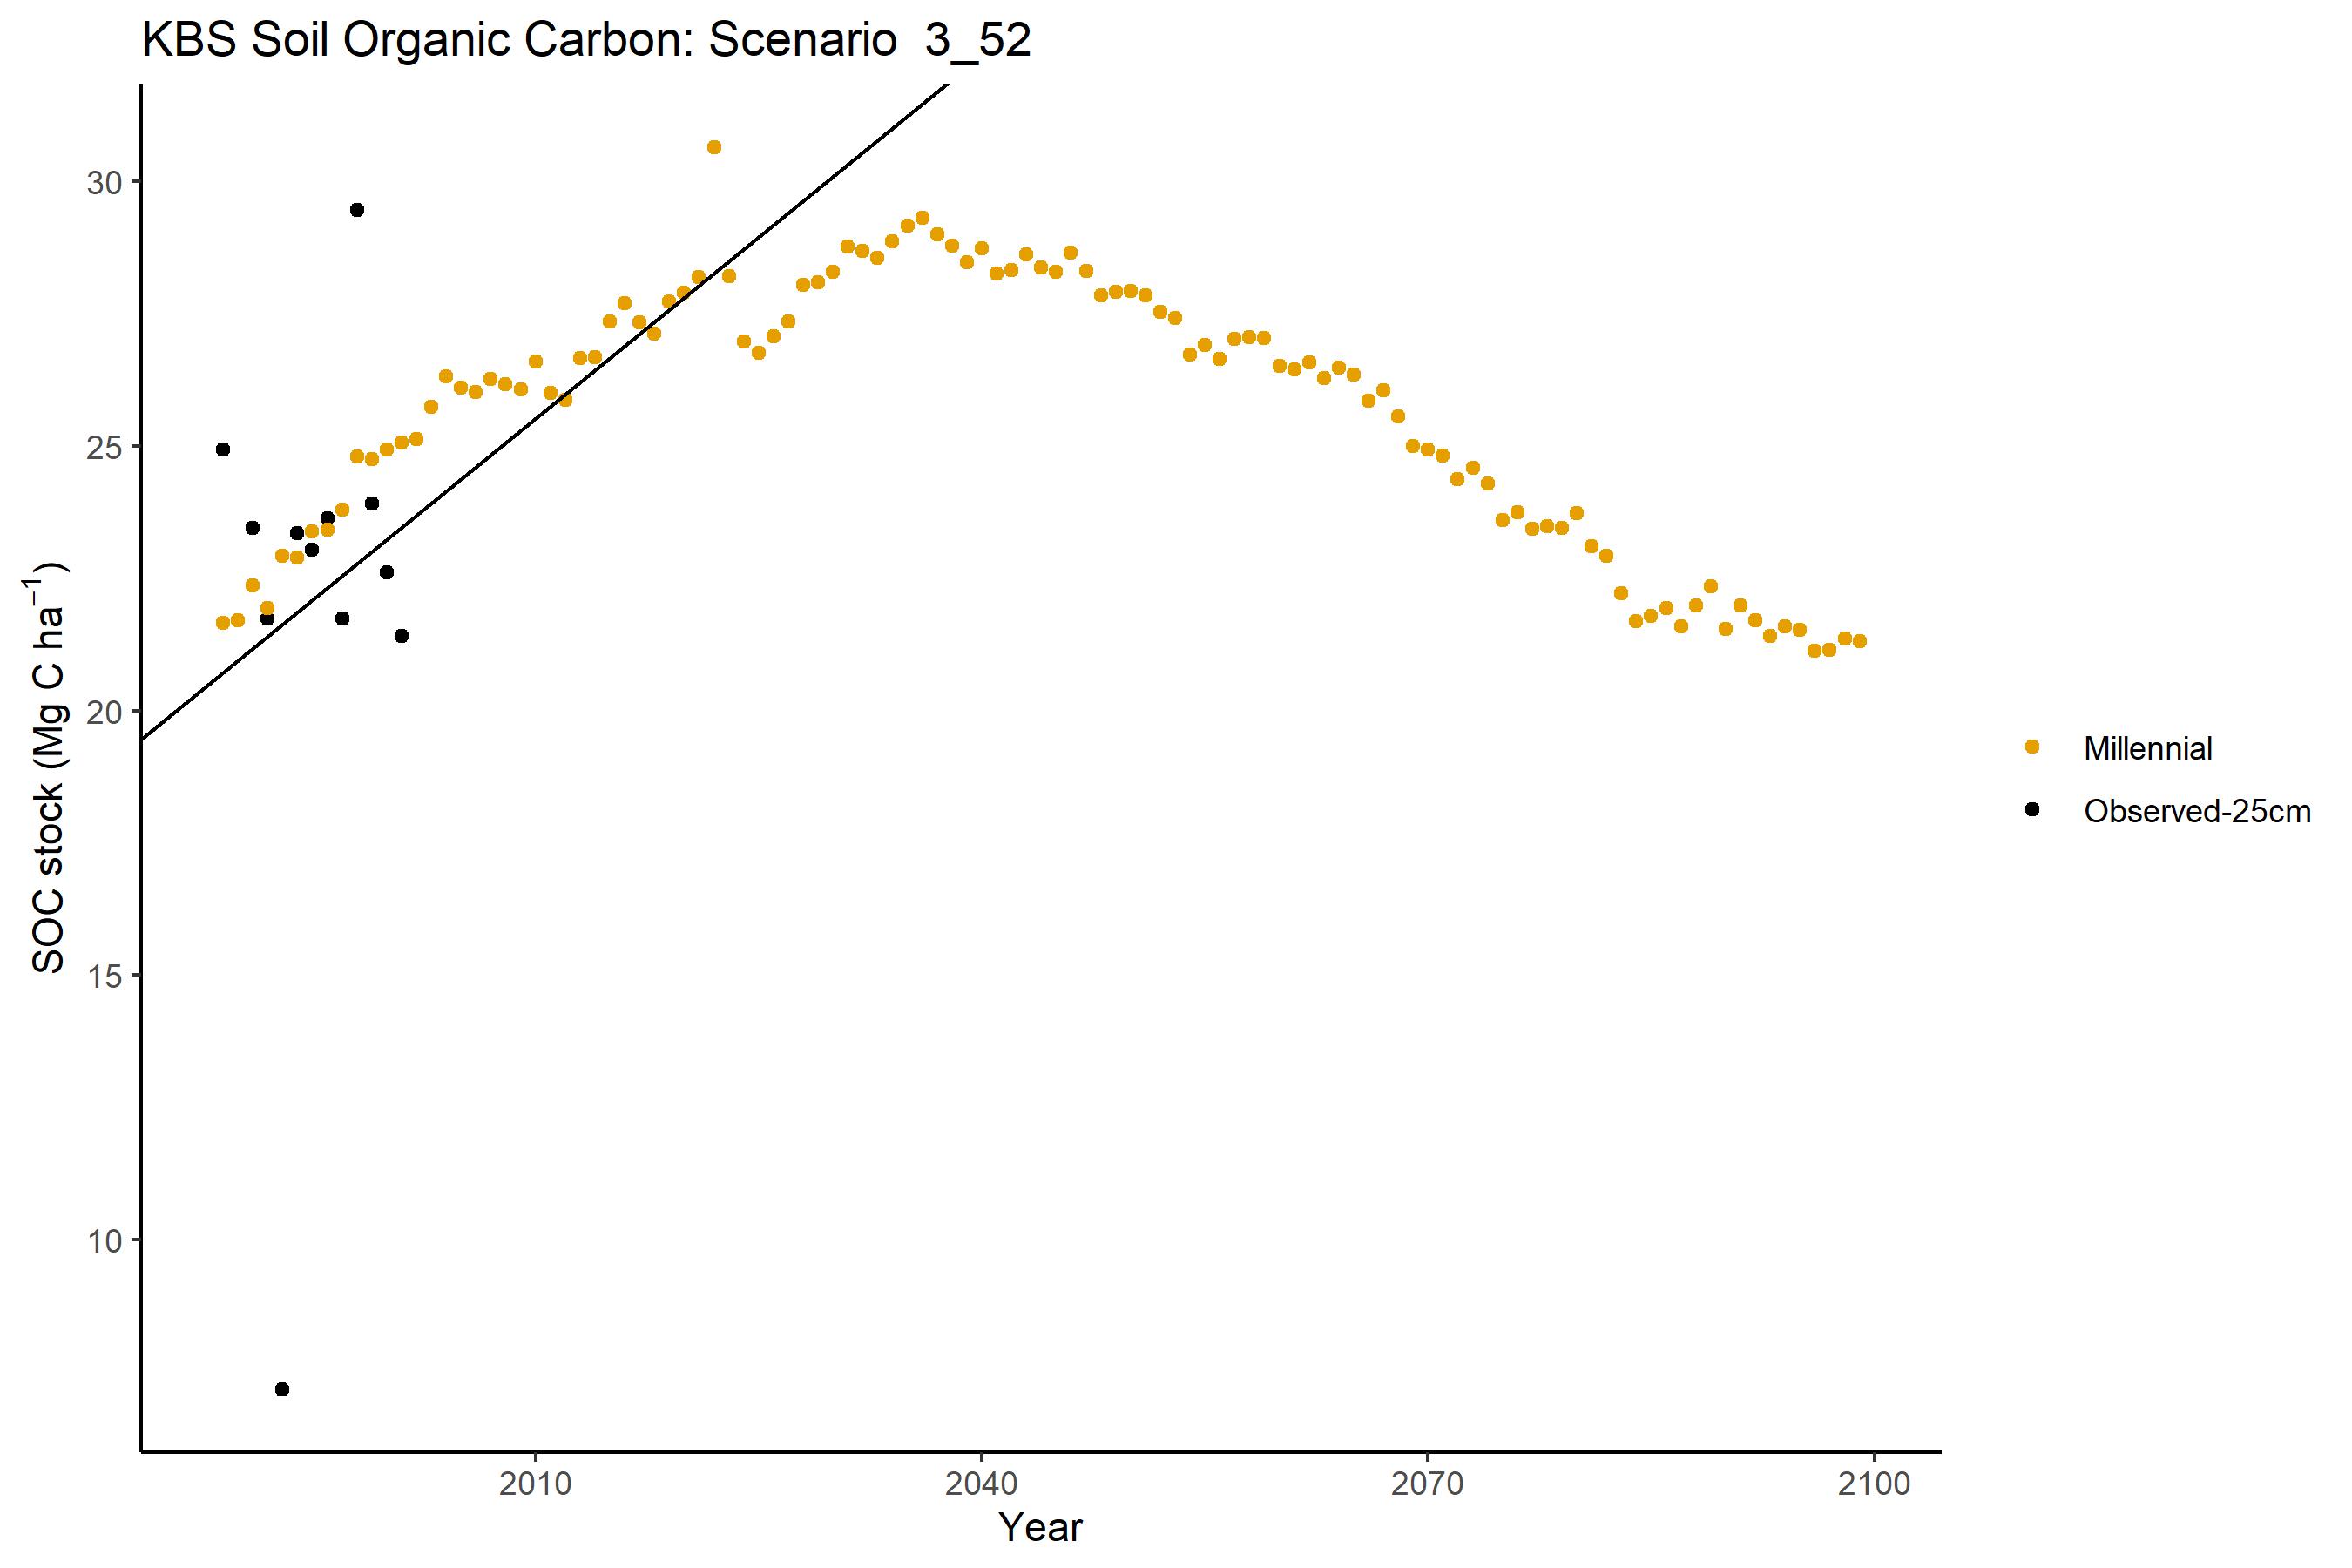 KBS Soil Organic Carbon: Scenario  3_52
SOC stock (Mg C ha⁻¹)
30
25
20
15
10
2010
2040
2070
2100
Year
Millennial
Observed-25cm